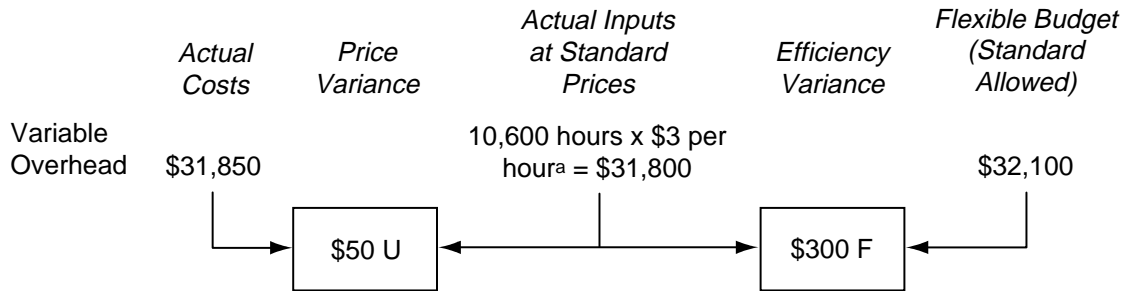 Actual
Costs
Price
Variance
Actual Inputs
at Standard
Prices
Efficiency
Variance
Flexible Budget
(Standard
Allowed)
Variable
Overhead
$31,850
10,600 hours x $3 per
hourᵃ = $31,800
$32,100
$50 U
$300 F